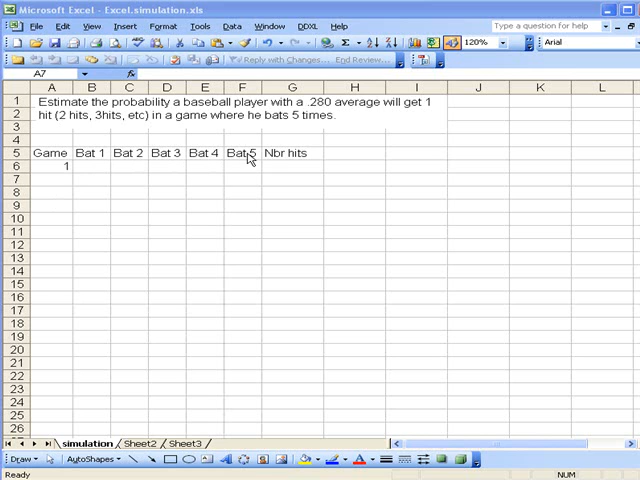 Microsoft Excel - Excel.simulation.xls
File Edit View Insert Format Tools Data Window DDXL Help Type a question for help
120% Arial
Reply with Changes... End Review...
A7 fx
A B C D E F G H I J K L
1 Estimate the probability a baseball player with a .280 average will get 1
2 hit (2 hits, 3hits, etc) in a game where he bats 5 times.
3
4
5 Game Bat 1 Bat 2 Bat 3 Bat 4 Bat 5 Nbr hits
6 1
7
8
9
10
11
12
13
14
15
16
17
18
19
20
21
22
23
24
25
26
simulation Sheet2 Sheet3
Draw AutoShapes
Ready NUM